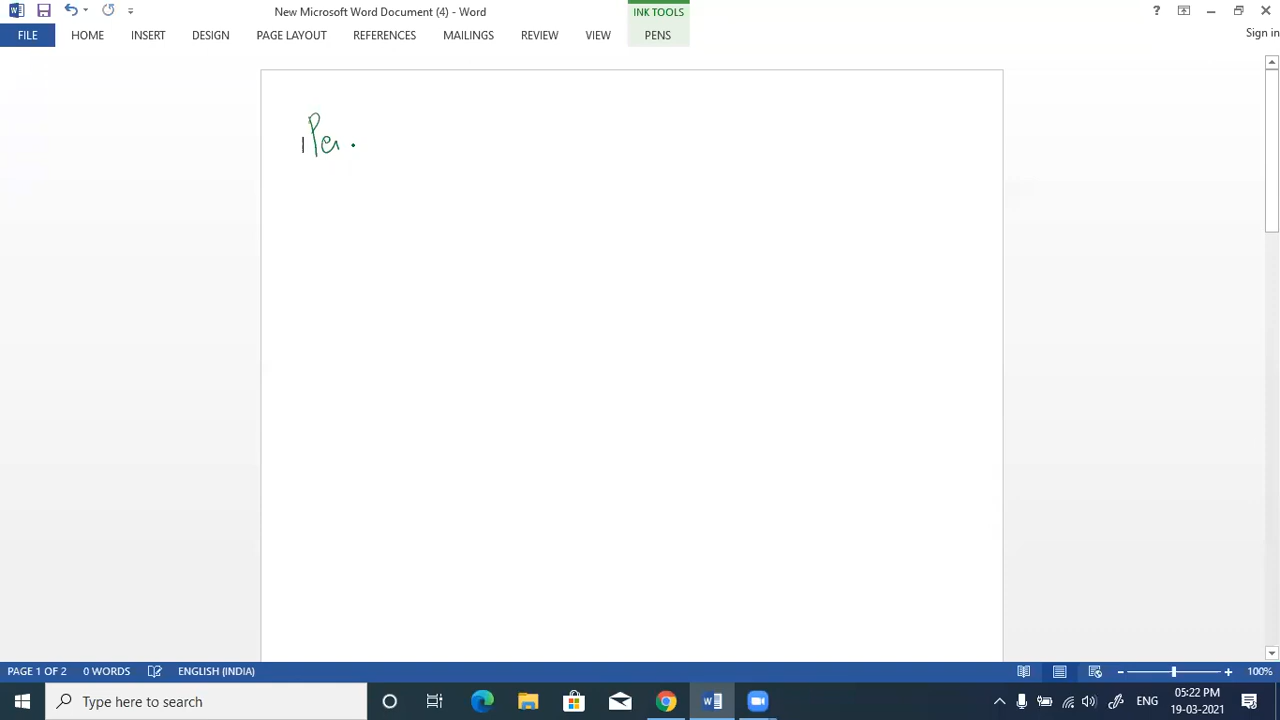 New Microsoft Word Document (4) - Word
INK TOOLS
?
FILE HOME INSERT DESIGN PAGE LAYOUT REFERENCES MAILINGS REVIEW VIEW PENS
Sign in
Per .
PAGE 1 OF 2 0 WORDS ENGLISH (INDIA) 100%
Type here to search
ENG
05:22 PM
19-03-2021